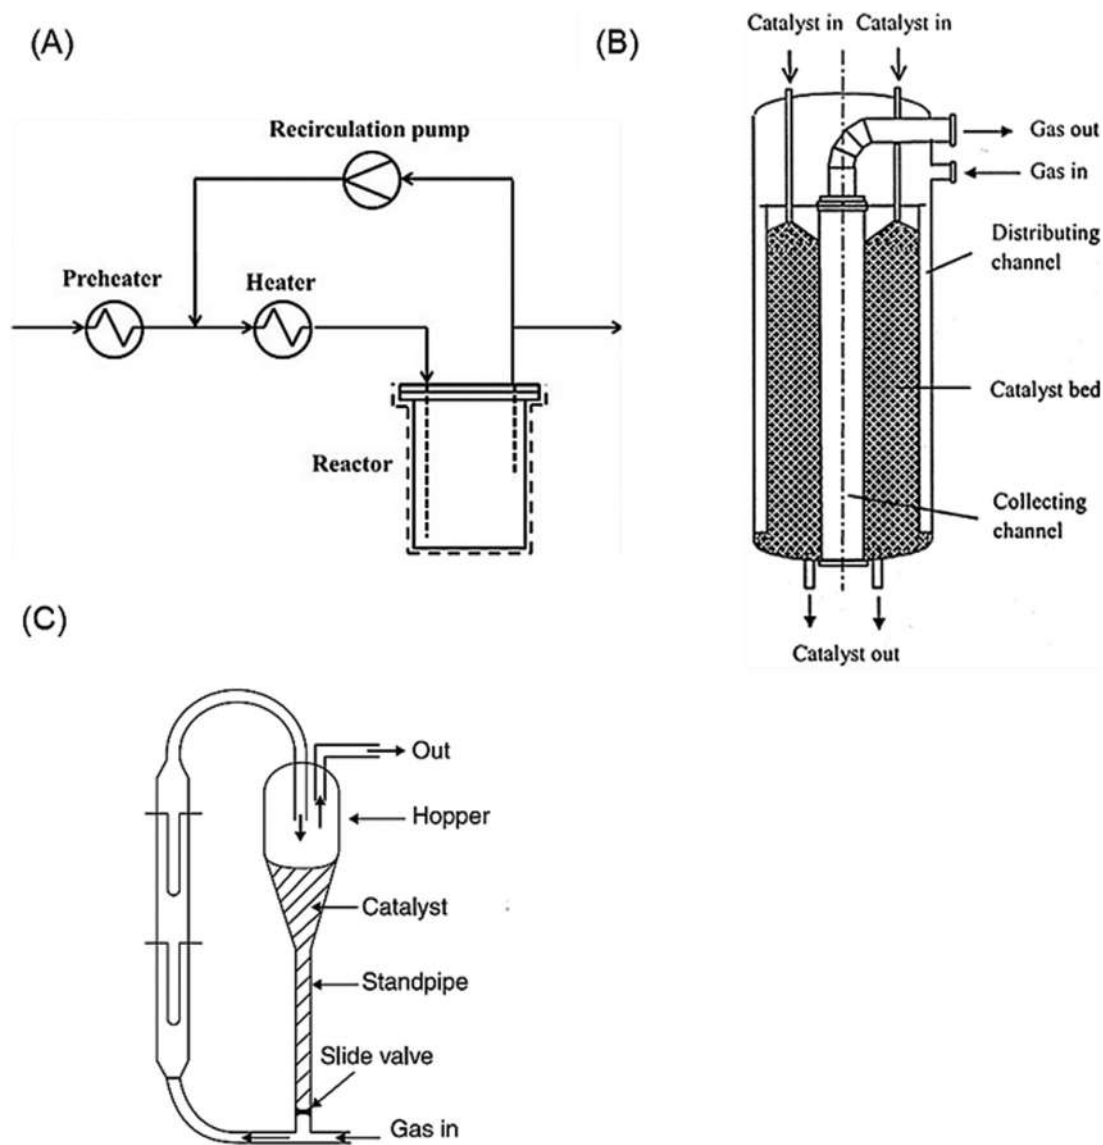 (A)
Recirculation pump
Preheater
Heater
Reactor
(B)
Catalyst in Catalyst in
Gas out
Gas in
Distributing
channel
Catalyst bed
Collecting
channel
Catalyst out
(C)
Out
Hopper
Catalyst
Standpipe
Slide valve
Gas in